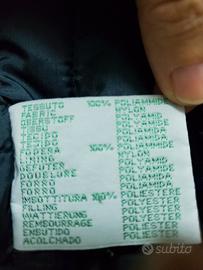 TESSUTO 100% POLIAMMIDE
FABRIC NYLON
OBERSTOFF POLYAMID
TISSU POLYAMIDE
TECIDO POLIAMIDA
TEJIDO POLIAMIDA
FODERA 100% POLIAMMIDE
LINING NYLON
GEFUTER POLYAMID
DOUBLURE POLYAMIDE
FORRO POLIAMIDA
FORRO POLIAMIDA
IMBOTTITURA POLIESTERE
FILLING POLYESTER
WATTIERUNG POLYESTER
REMBOURRAGE POLYESTER
ENBUTIDO POLIESTER
ACOLCHADO POLIESTER
subito